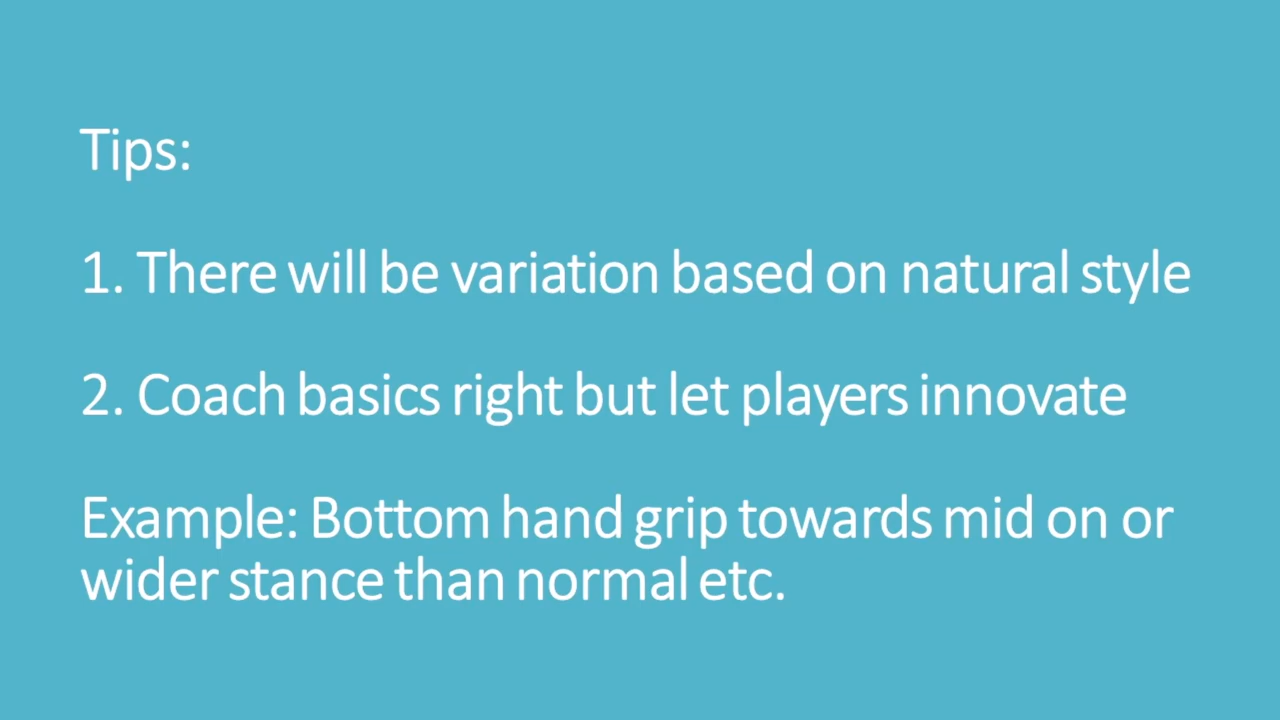 Tips:
1. There will be variation based on natural style
2. Coach basics right but let players innovate
Example: Bottom hand grip towards mid on or
wider stance than normal etc.